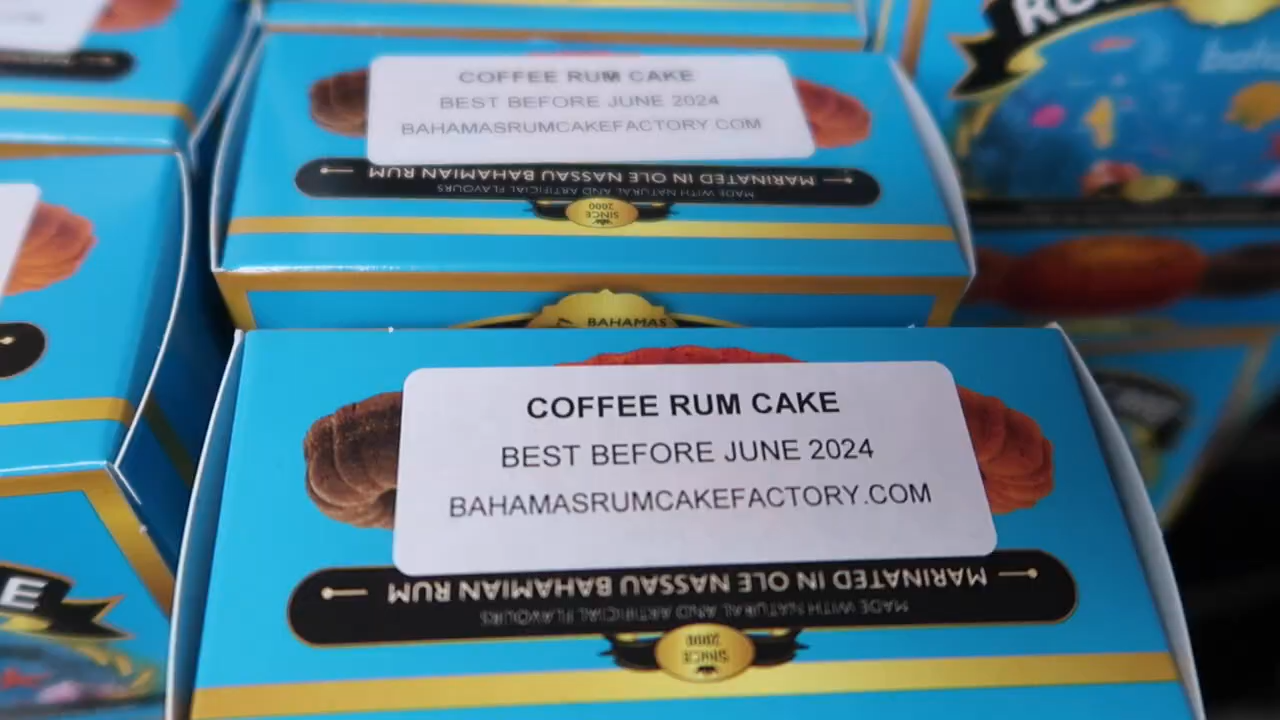 COFFEE RUM CAKE
BEST BEFORE JUNE 2024
BAHAMASRUMCAKEFACTORY.COM
MARINATED IN OLE NASSAU BAHAMIAN RUM
MADE WITH NATURAL AND ARTIFICIAL FLAVOURS
SINCE
2000
BAHAMAS
COFFEE RUM CAKE
BEST BEFORE JUNE 2024
BAHAMASRUMCAKEFACTORY.COM
MARINATED IN OLE NASSAU BAHAMIAN RUM
MADE WITH NATURAL AND ARTIFICIAL FLAVOURS
SINCE
2000
E